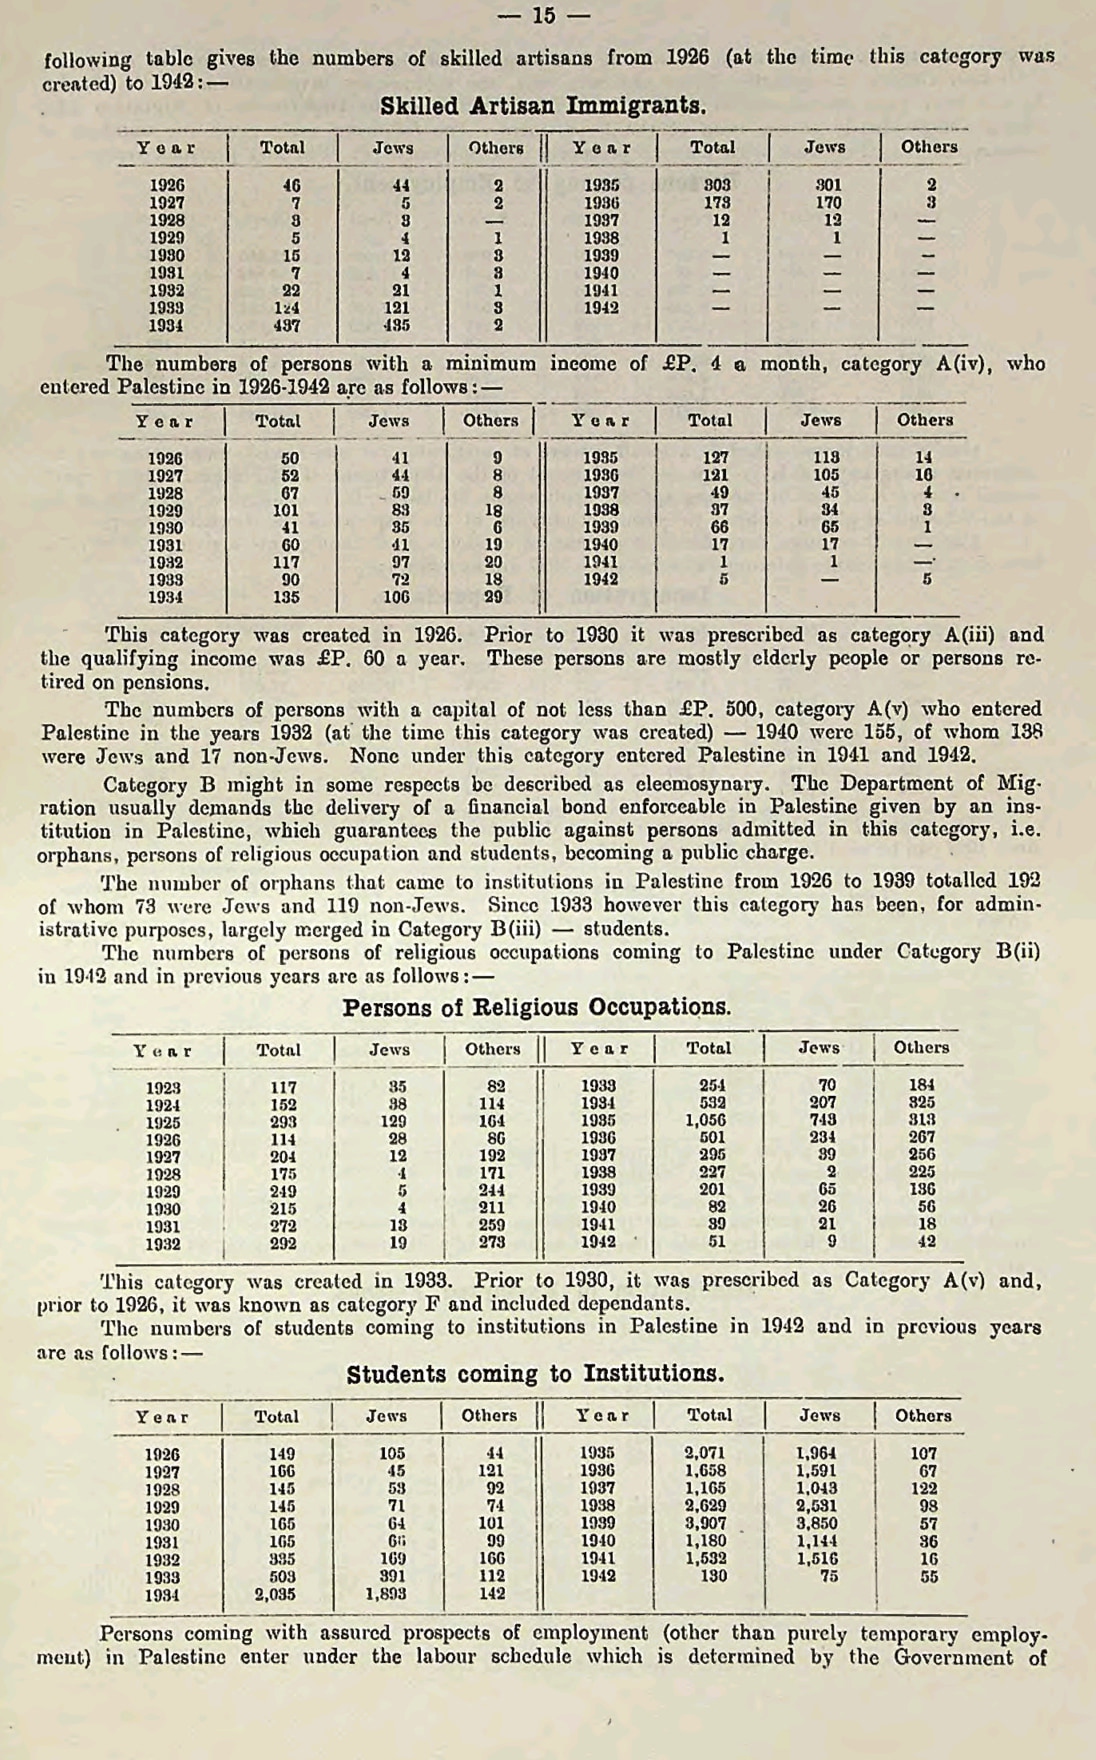 — 15 —
following table gives the numbers of skilled artisans from 1926 (at the time this category was
created) to 1942:—
Skilled Artisan Immigrants.
Year Total Jews Others Year Total Jews Others
1926 46 44 2 1935 303 301 2
1927 7 5 2 1936 173 170 3
1928 3 3 — 1937 12 12 —
1929 5 4 1 1938 1 1 —
1930 15 12 3 1939 — — —
1931 7 4 3 1940 — — —
1932 22 21 1 1941 — — —
1933 124 121 3 1942 — — —
1934 437 435 2
The numbers of persons with a minimum income of £P. 4 a month, category A(iv), who
entered Palestine in 1926-1942 are as follows:—
Year Total Jews Others Year Total Jews Others
1926 50 41 9 1935 127 113 14
1927 52 44 8 1936 121 105 16
1928 67 59 8 1937 49 45 4
1929 101 83 18 1938 37 34 3
1930 41 35 6 1939 66 65 1
1931 60 41 19 1940 17 17 —
1932 117 97 20 1941 1 1 —
1933 90 72 18 1942 5 — 5
1934 135 106 29
This category was created in 1926. Prior to 1930 it was prescribed as category A(iii) and
the qualifying income was £P. 60 a year. These persons are mostly elderly people or persons re-
tired on pensions.
The numbers of persons with a capital of not less than £P. 500, category A(v) who entered
Palestine in the years 1932 (at the time this category was created) — 1940 were 155, of whom 138
were Jews and 17 non-Jews. None under this category entered Palestine in 1941 and 1942.
Category B might in some respects be described as eleemosynary. The Department of Mig-
ration usually demands the delivery of a financial bond enforceable in Palestine given by an ins-
titution in Palestine, which guarantees the public against persons admitted in this category, i.e.
orphans, persons of religious occupation and students, becoming a public charge.
The number of orphans that came to institutions in Palestine from 1926 to 1939 totalled 192
of whom 73 were Jews and 119 non-Jews. Since 1933 however this category has been, for admin-
istrative purposes, largely merged in Category B(iii) — students.
The numbers of persons of religious occupations coming to Palestine under Category B(ii)
in 1942 and in previous years are as follows:—
Persons of Religious Occupations.
Year Total Jews Others Year Total Jews Others
1923 117 35 82 1933 254 70 184
1924 152 38 114 1934 532 207 325
1925 293 129 164 1935 1,056 743 313
1926 114 28 86 1936 501 234 267
1927 204 12 192 1937 295 39 256
1928 175 4 171 1938 227 2 225
1929 249 5 244 1939 201 65 136
1930 215 4 211 1940 82 26 56
1931 272 13 259 1941 39 21 18
1932 292 19 273 1942 51 9 42
This category was created in 1933. Prior to 1930, it was prescribed as Category A(v) and,
prior to 1926, it was known as category F and included dependants.
The numbers of students coming to institutions in Palestine in 1942 and in previous years
are as follows:—
Students coming to Institutions.
Year Total Jews Others Year Total Jews Others
1926 149 105 44 1935 2,071 1,964 107
1927 166 45 121 1936 1,658 1,591 67
1928 145 53 92 1937 1,165 1,043 122
1929 145 71 74 1938 2,629 2,531 98
1930 165 64 101 1939 3,907 3,850 57
1931 165 66 99 1940 1,180 1,144 36
1932 335 169 166 1941 1,532 1,516 16
1933 503 391 112 1942 130 75 55
1934 2,035 1,893 142
Persons coming with assured prospects of employment (other than purely temporary employ-
ment) in Palestine enter under the labour schedule which is determined by the Government of